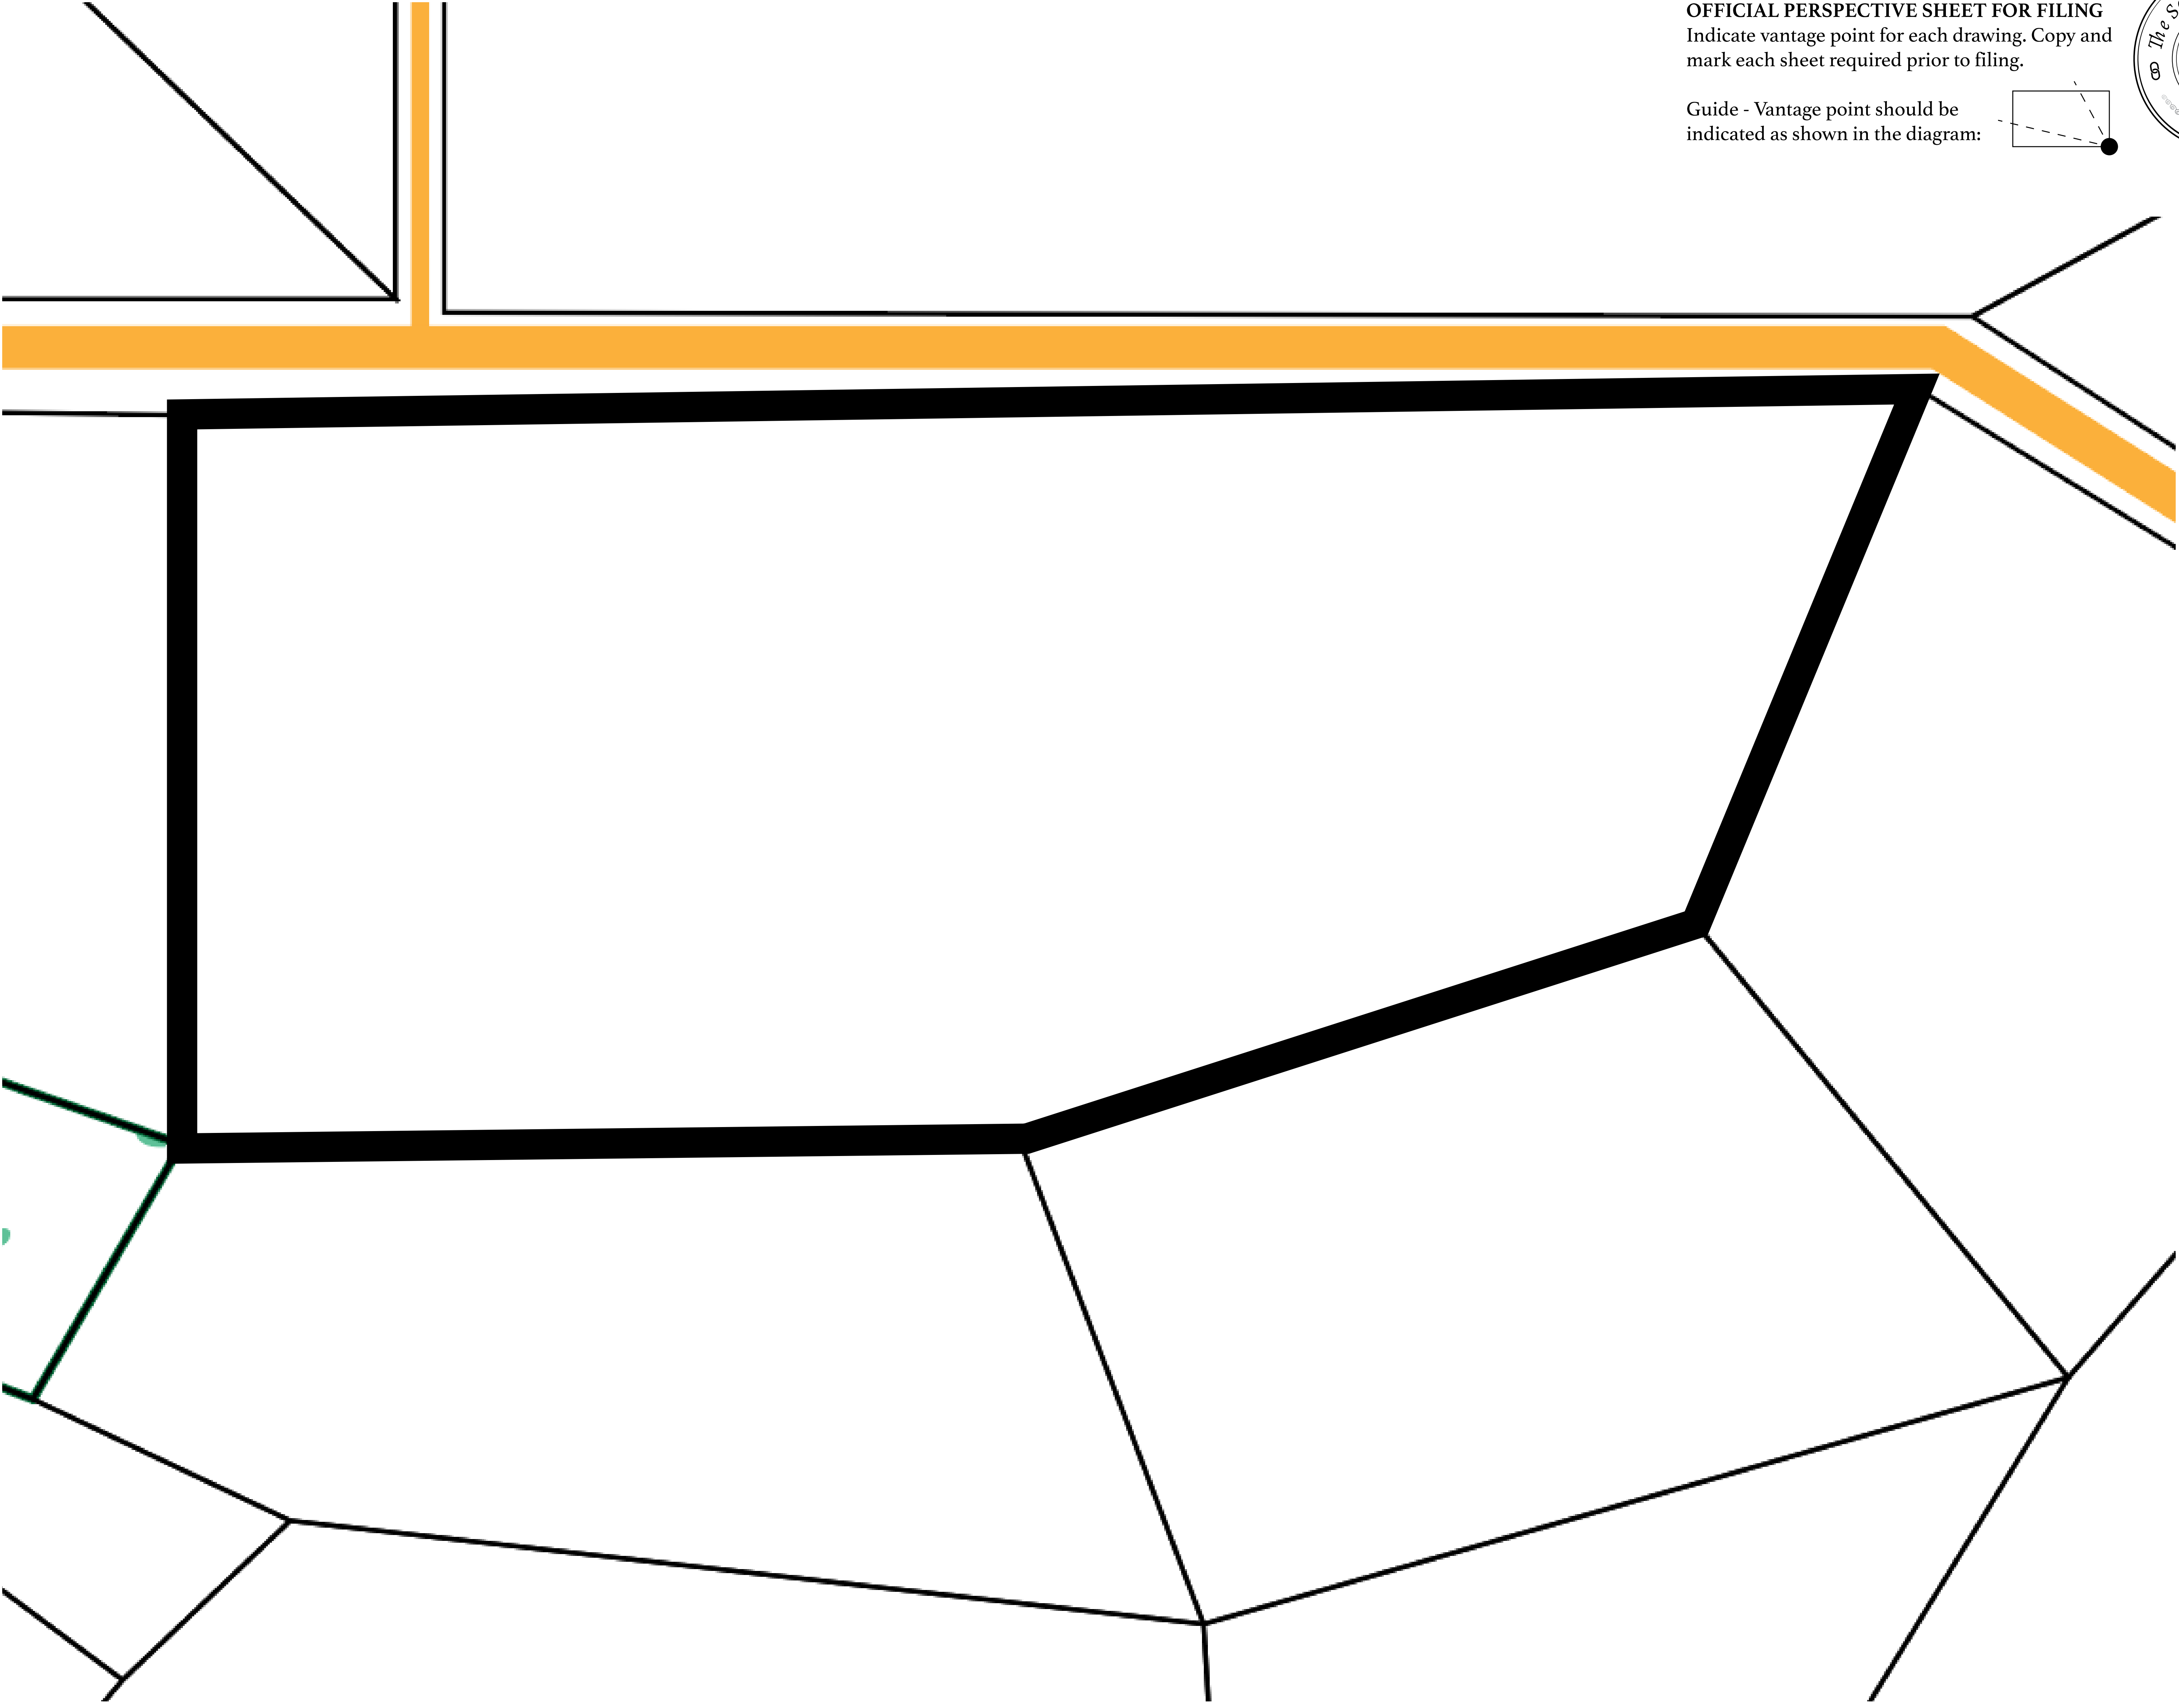 OFFICIAL PERSPECTIVE SHEET FOR FILING
Indicate vantage point for each drawing. Copy and
mark each sheet required prior to filing.
Guide - Vantage point should be
indicated as shown in the diagram:
The